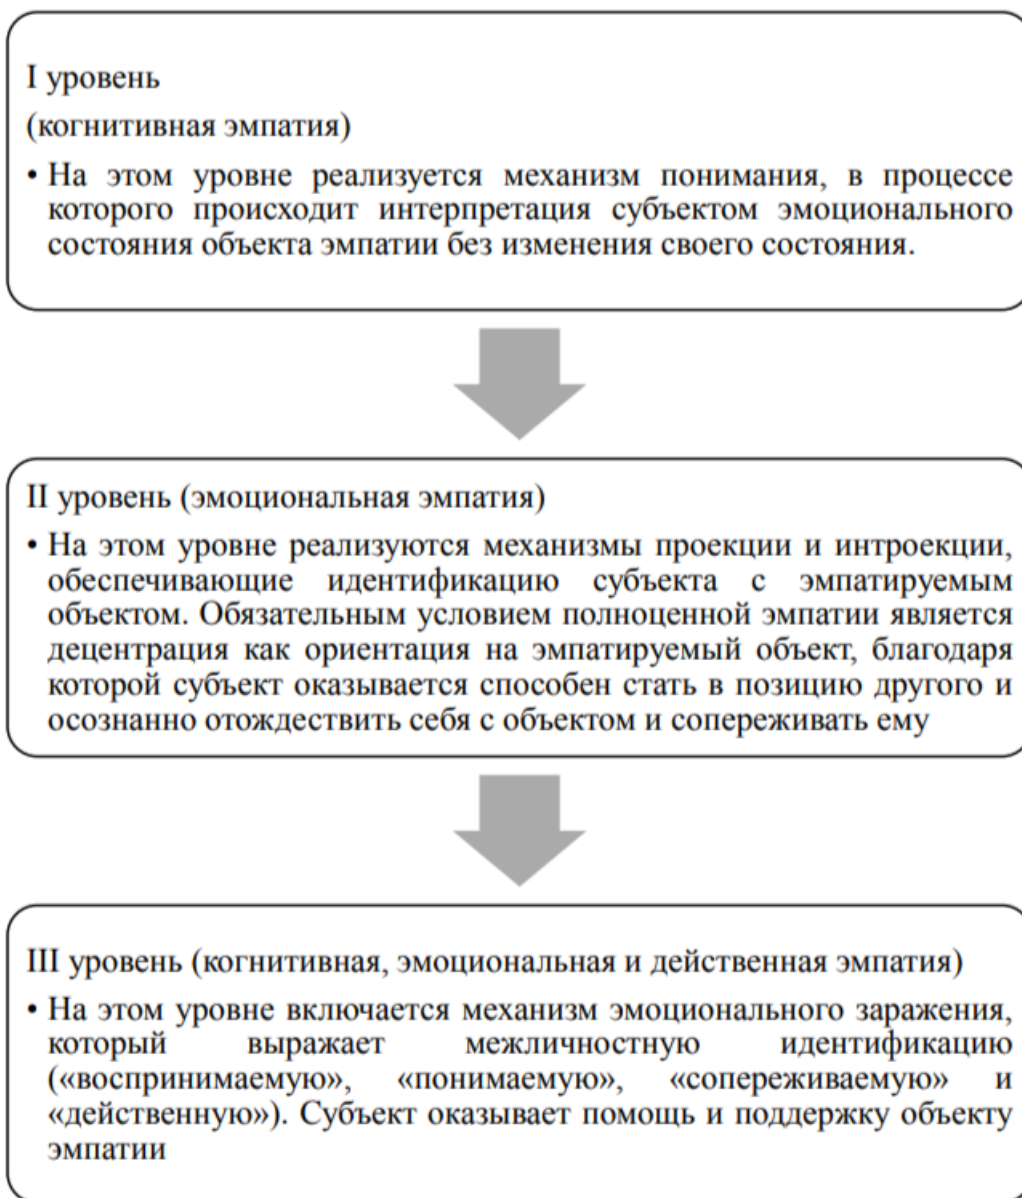 I уровень
(когнитивная эмпатия)
• На этом уровне реализуется механизм понимания, в процессе
которого происходит интерпретация субъектом эмоционального
состояния объекта эмпатии без изменения своего состояния.
II уровень (эмоциональная эмпатия)
• На этом уровне реализуются механизмы проекции и интроекции,
обеспечивающие идентификацию субъекта с эмпатируемым
объектом. Обязательным условием полноценной эмпатии является
децентрация как ориентация на эмпатируемый объект, благодаря
которой субъект оказывается способен стать в позицию другого и
осознанно отождествить себя с объектом и сопереживать ему
III уровень (когнитивная, эмоциональная и действенная эмпатия)
• На этом уровне включается механизм эмоционального заражения,
который выражает межличностную идентификацию
(«воспринимаемую», «понимаемую», «сопереживаемую» и
«действенную»). Субъект оказывает помощь и поддержку объекту
эмпатии